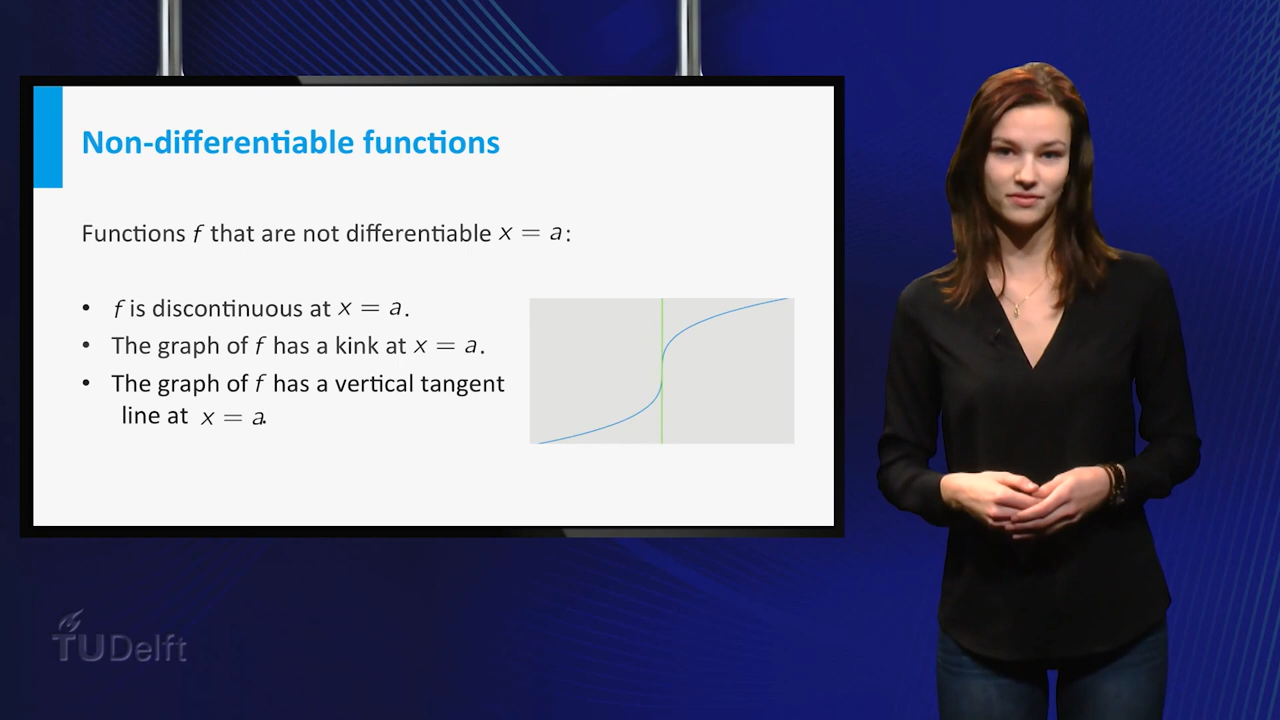 Non-differentiable functions
Functions f that are not differentiable x = a:
• f is discontinuous at x = a.
• The graph of f has a kink at x = a.
• The graph of f has a vertical tangent
line at x = a.
TUDelft